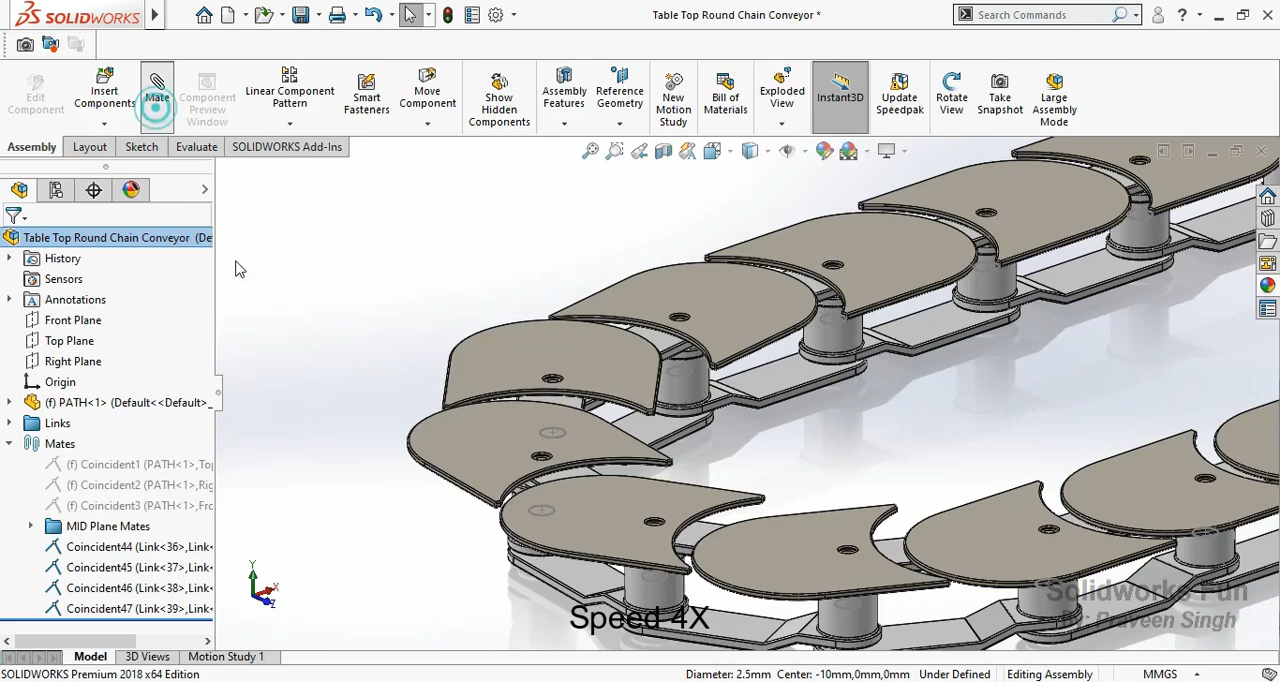 SOLIDWORKS
Table Top Round Chain Conveyor *
Search Commands
?
Edit Component
Insert Components
Mate
Component Preview Window
Linear Component Pattern
Smart Fasteners
Move Component
Show Hidden Components
Assembly Features
Reference Geometry
New Motion Study
Bill of Materials
Exploded View
Instant3D
Update Speedpak
Rotate View
Take Snapshot
Large Assembly Mode
Assembly
Layout
Sketch
Evaluate
SOLIDWORKS Add-Ins
Table Top Round Chain Conveyor (De
History
Sensors
Annotations
Front Plane
Top Plane
Right Plane
Origin
(f) PATH<1> (Default<<Default>_
Links
Mates
(f) Coincident1 (PATH<1>,Top
(f) Coincident2 (PATH<1>,Rig
(f) Coincident3 (PATH<1>,Fro
MID Plane Mates
Coincident44 (Link<36>,Link<
Coincident45 (Link<37>,Link<
Coincident46 (Link<38>,Link<
Coincident47 (Link<39>,Link<
Y
X
Z
Solidworks Fun
By: Praveen Singh
Speed 4X
Model
3D Views
Motion Study 1
SOLIDWORKS Premium 2018 x64 Edition
Diameter: 2.5mm Center: -10mm,0mm,0mm
Under Defined
Editing Assembly
MMGS